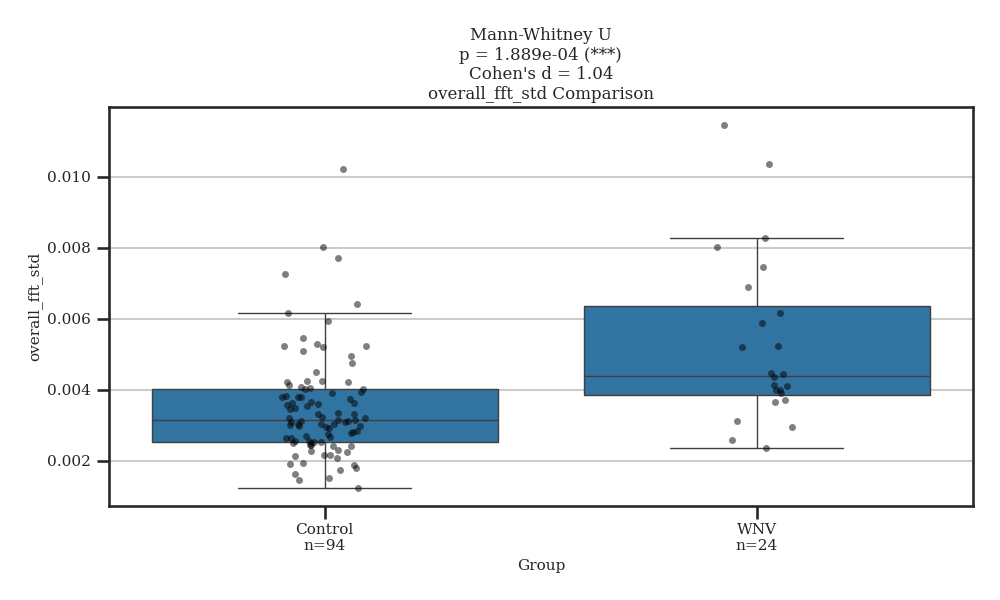 Mann-Whitney U
p = 1.889e-04 (***)
Cohen's d = 1.04
overall_fft_std Comparison
0.010
0.008
0.006
0.004
0.002
overall_fft_std
Control
n=94
WNV
n=24
Group